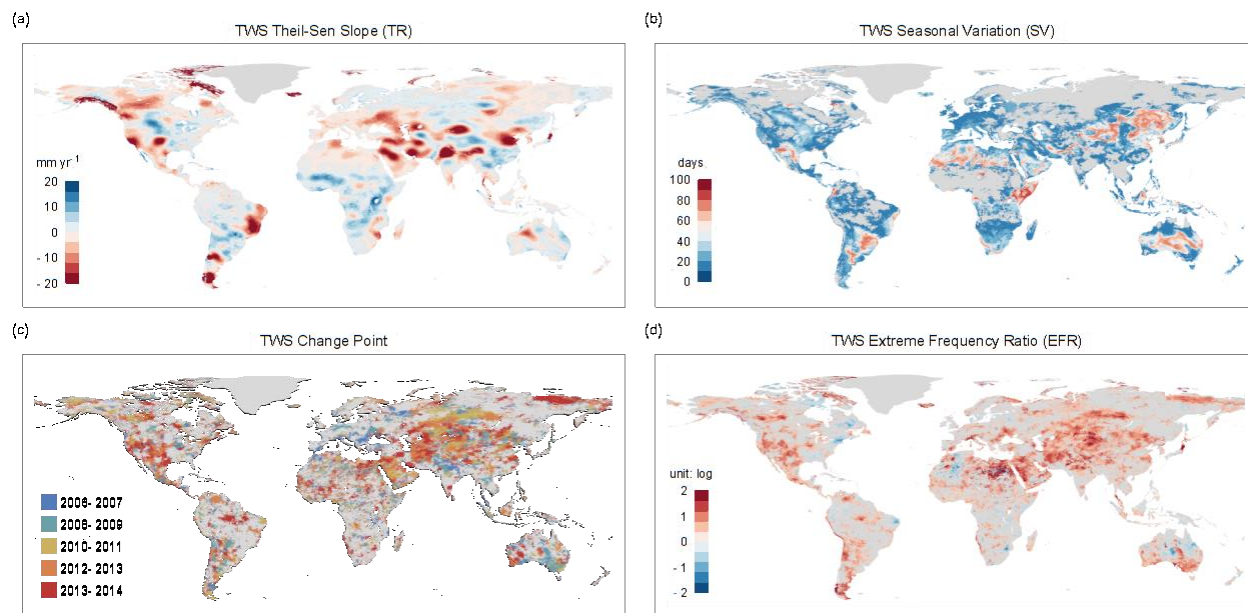 (a)
TWS Theil-Sen Slope (TR)
mm yr⁻¹
20
10
0
- 10
- 20
(b)
TWS Seasonal Variation (SV)
days
100
80
60
40
20
0
(c)
TWS Change Point
2006- 2007
2008- 2009
2010- 2011
2012- 2013
2013- 2014
(d)
TWS Extreme Frequency Ratio (EFR)
unit: log
2
1
0
- 1
- 2